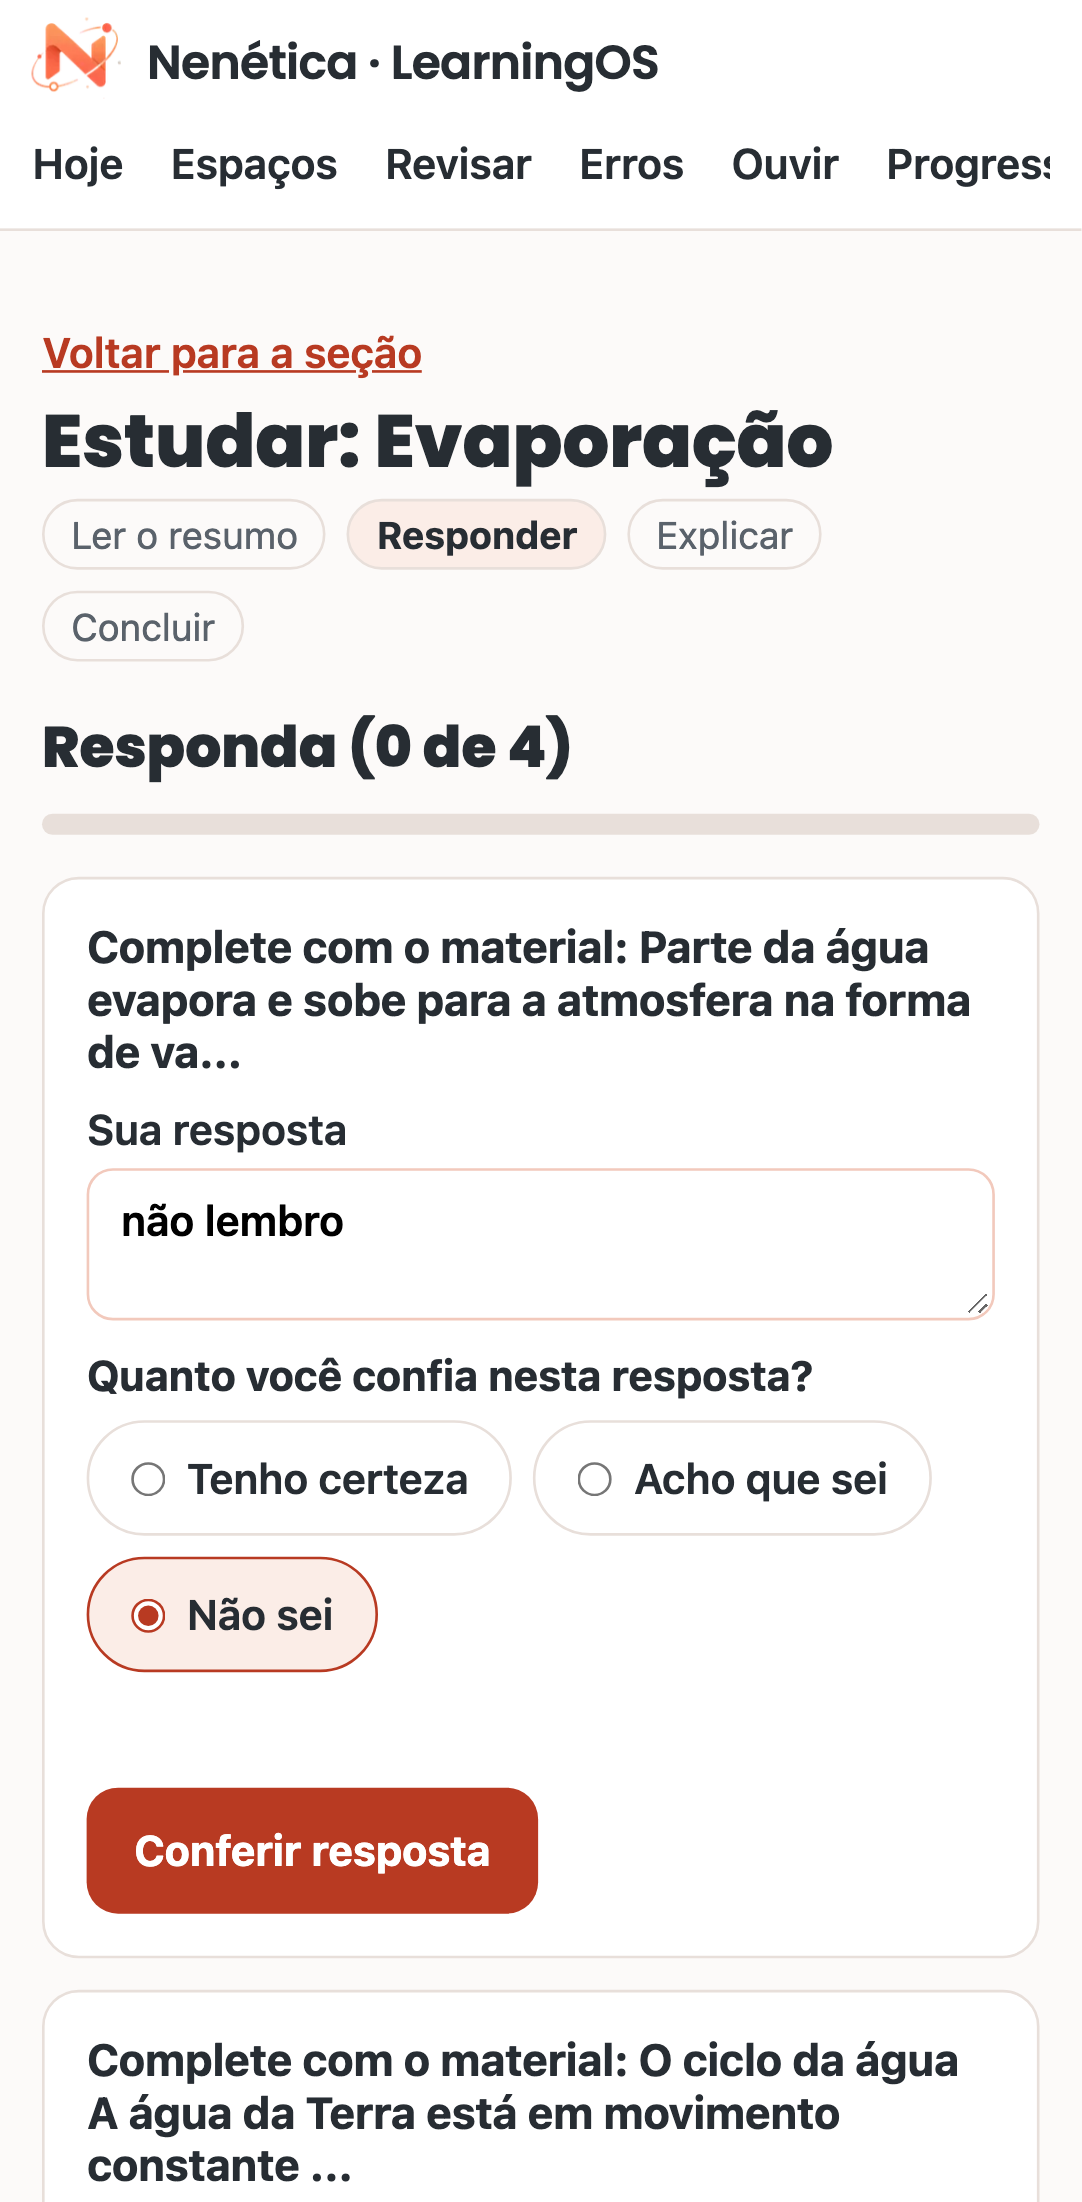 Nenética · LearningOS
Hoje Espaços Revisar Erros Ouvir Progress
Voltar para a seção
Estudar: Evaporação
Ler o resumo Responder Explicar
Concluir
Responda (0 de 4)
Complete com o material: Parte da água
evapora e sobe para a atmosfera na forma
de va...
Sua resposta
não lembro
Quanto você confia nesta resposta?
Tenho certeza Acho que sei
Não sei
Conferir resposta
Complete com o material: O ciclo da água
A água da Terra está em movimento
constante ...